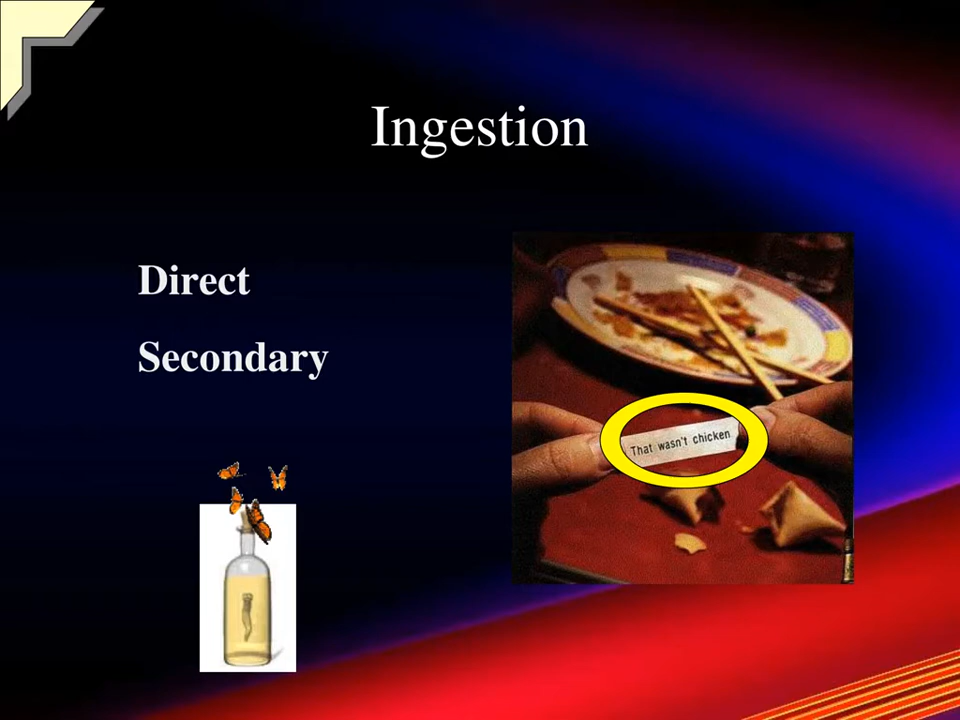 Ingestion
Direct
Secondary
That wasn't chicken